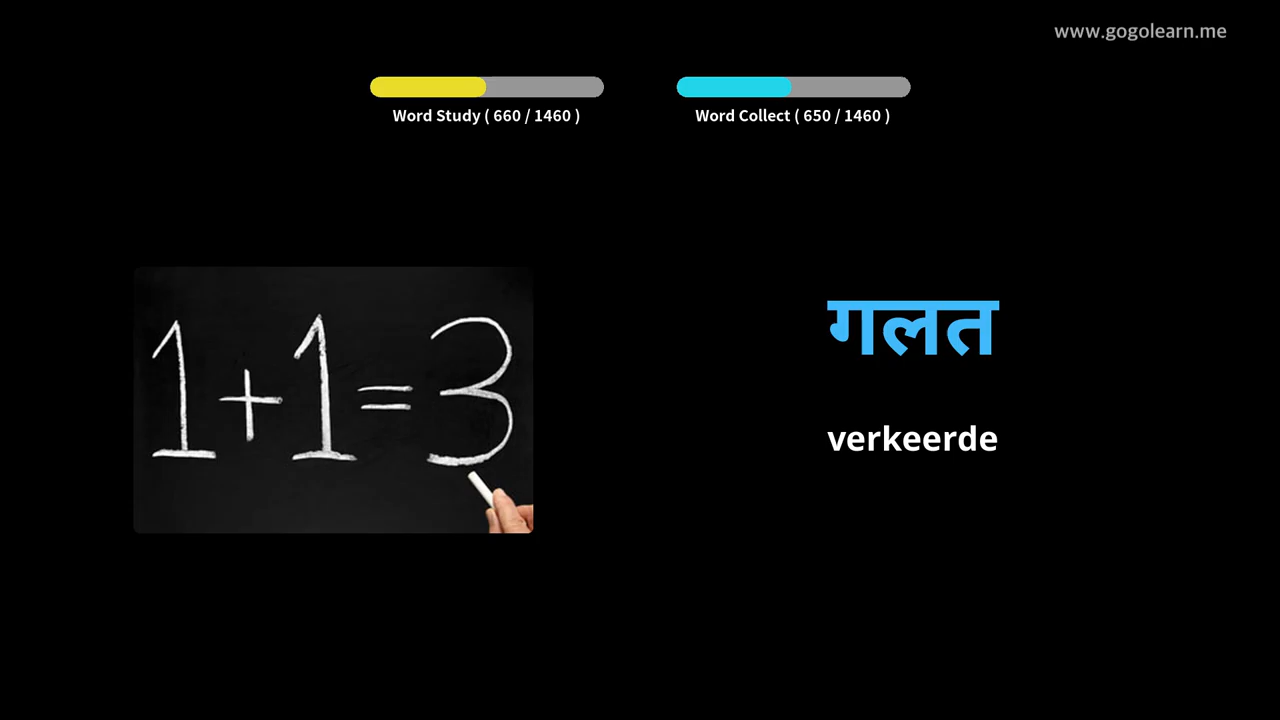 www.gogolearn.me
Word Study ( 660 / 1460 )
Word Collect ( 650 / 1460 )
1+1=3
गलत
verkeerde